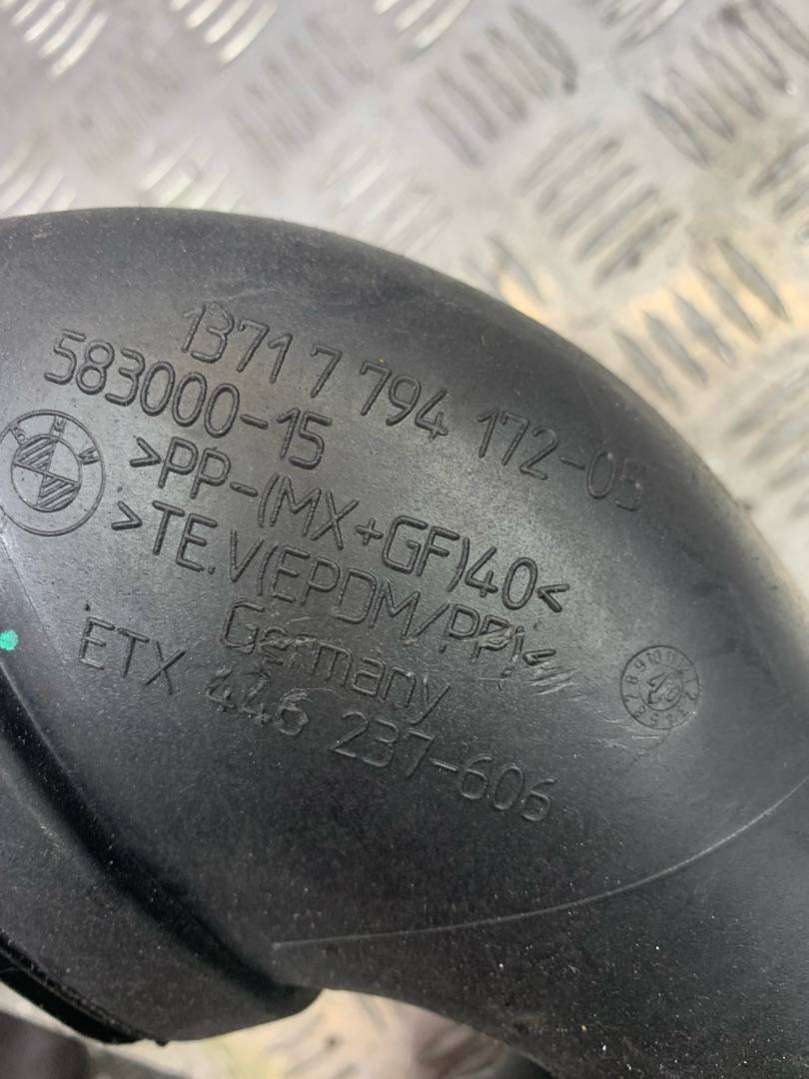 1371 7 794 172-05
583000-15
BMW
>PP-(MX+GF)40<
>TE.V(EPDM/PP)<
Germany
ETX 446 237-606